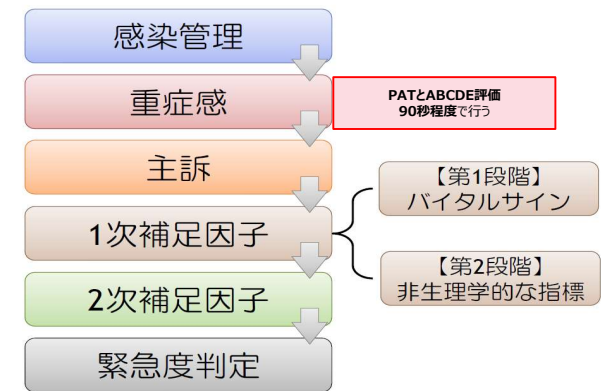 感染管理
重症感
PATとABCDE評価
90秒程度で行う
主訴
1次補足因子
【第1段階】
バイタルサイン
【第2段階】
非生理学的な指標
2次補足因子
緊急度判定